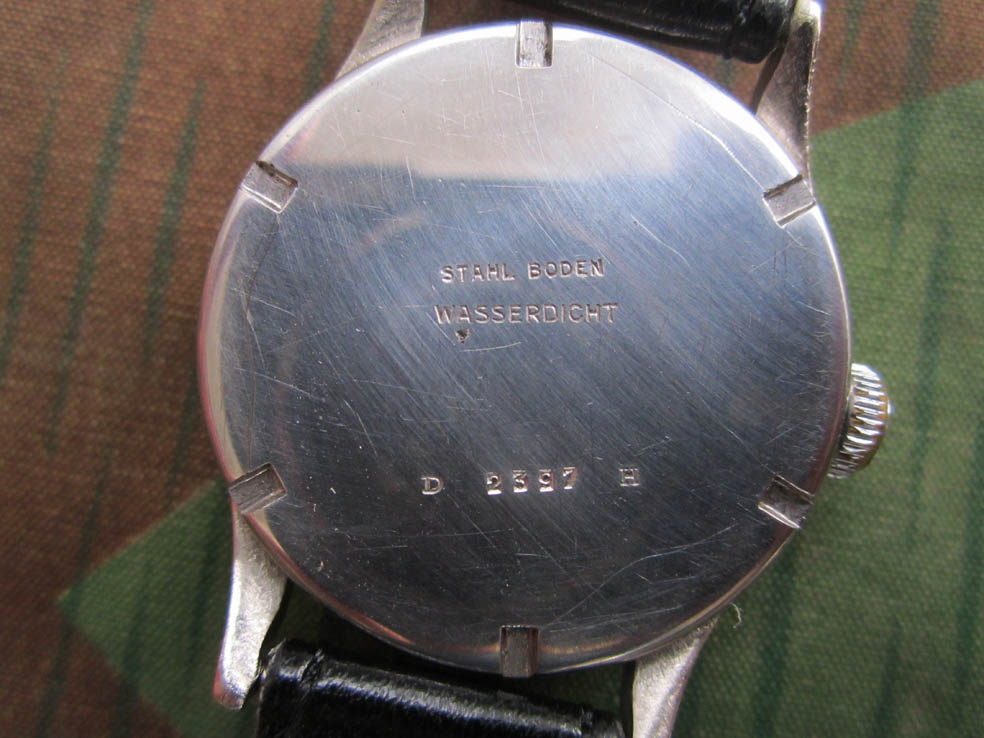 STAHL BODEN
WASSERDICHT
D 2397 H